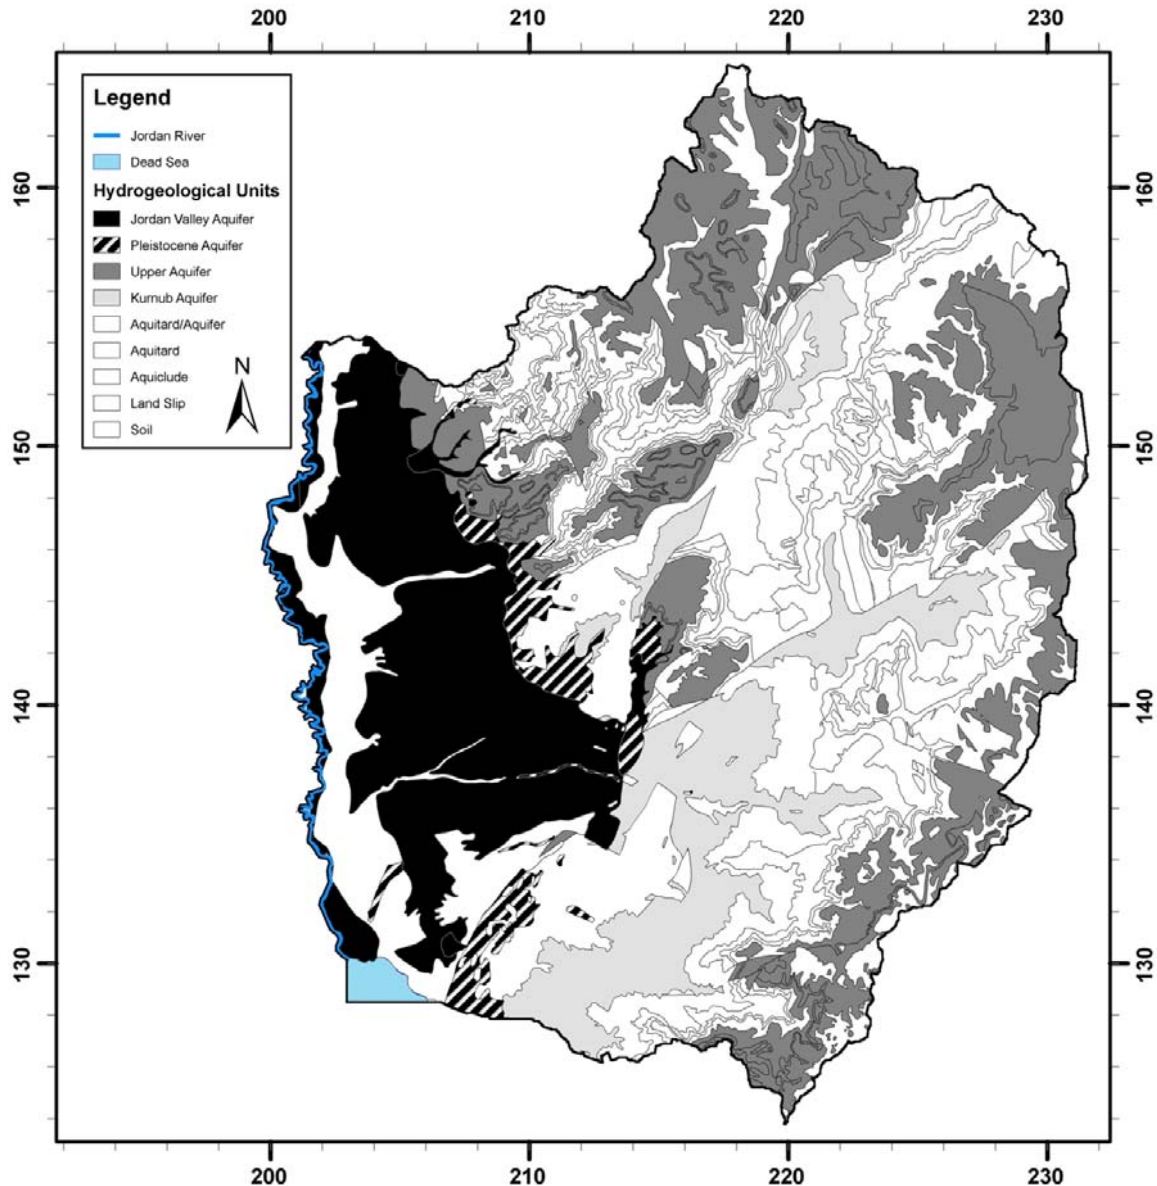 200 210 220 230
Legend
Jordan River
Dead Sea
Hydrogeological Units
Jordan Valley Aquifer
Pleistocene Aquifer
Upper Aquifer
Kurnub Aquifer
Aquitard/Aquifer
Aquitard
Aquiclude
Land Slip
Soil
N
160 160
150 150
140 140
130 130
200 210 220 230